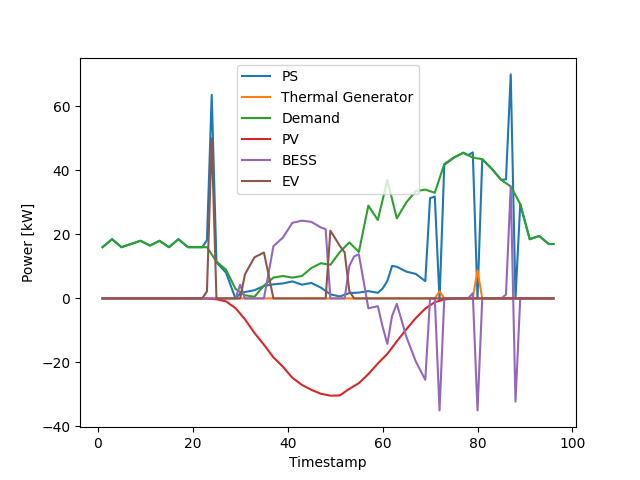 PS
Thermal Generator
Demand
PV
BESS
EV
Power [kW]
60
40
20
0
−20
−40
0 20 40 60 80 100
Timestamp